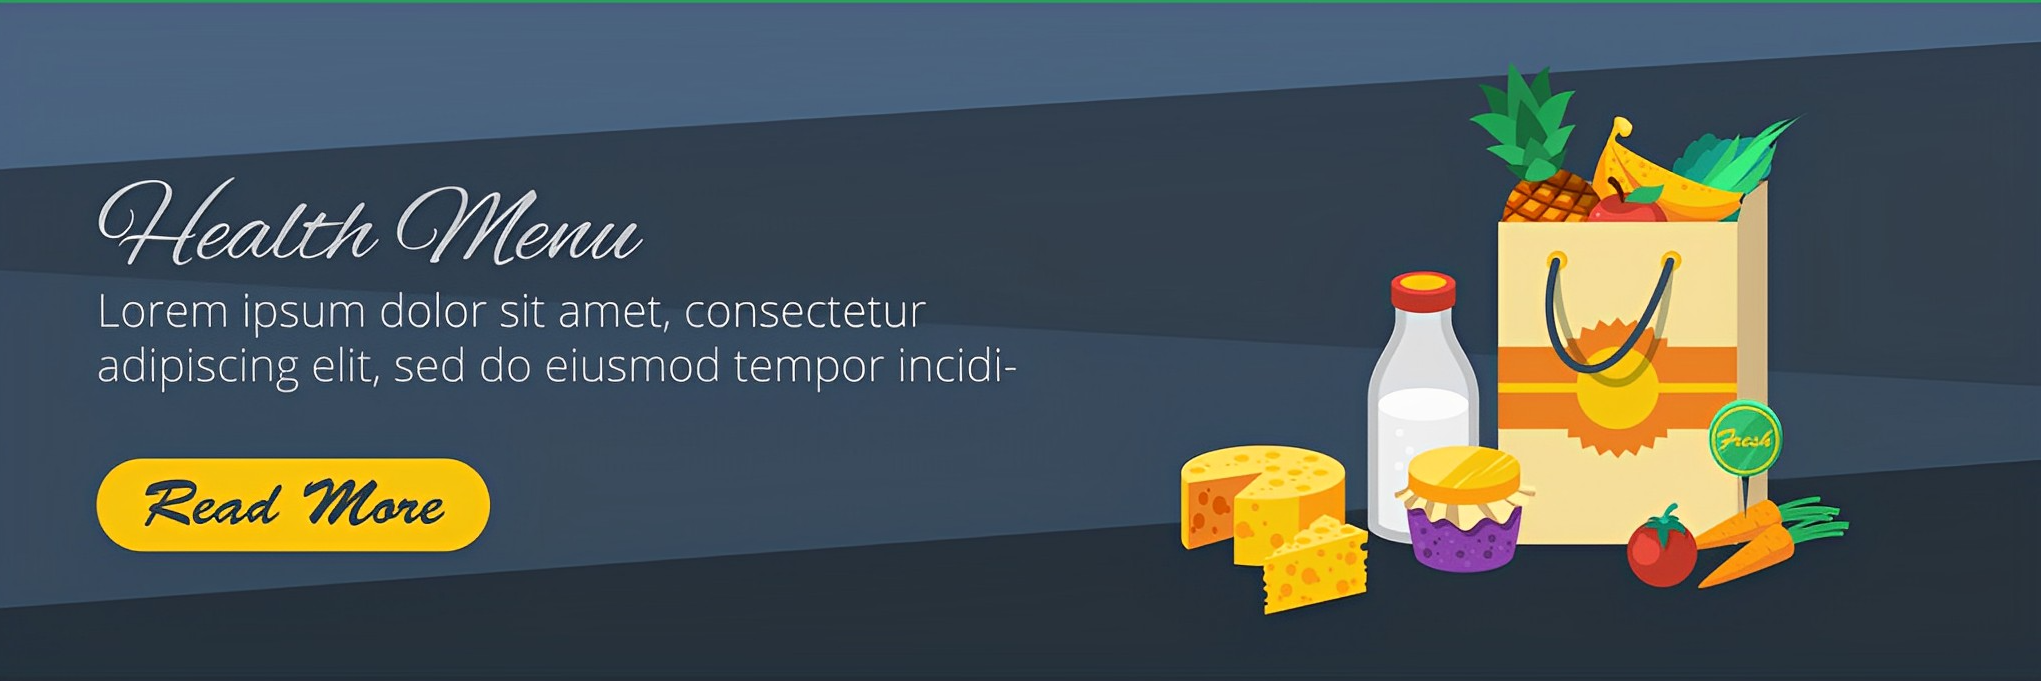 Health Menu
Lorem ipsum dolor sit amet, consectetur
adipiscing elit, sed do eiusmod tempor incidi-
Read More
Fresh